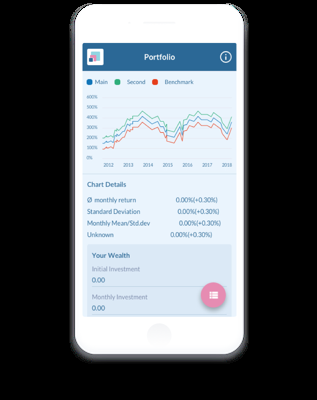 Portfolio
Main Second Benchmark
600%
500%
400%
300%
200%
100%
0%
2012 2013 2014 2015 2016 2017 2018
Chart Details
Ø monthly return 0.00%(+0.30%)
Standard Deviation 0.00%(+0.30%)
Monthly Mean/Std.dev 0.00%(+0.30%)
Unknown 0.00%(+0.30%)
Your Wealth
Initial Investment
0.00
Monthly Investment
0.00